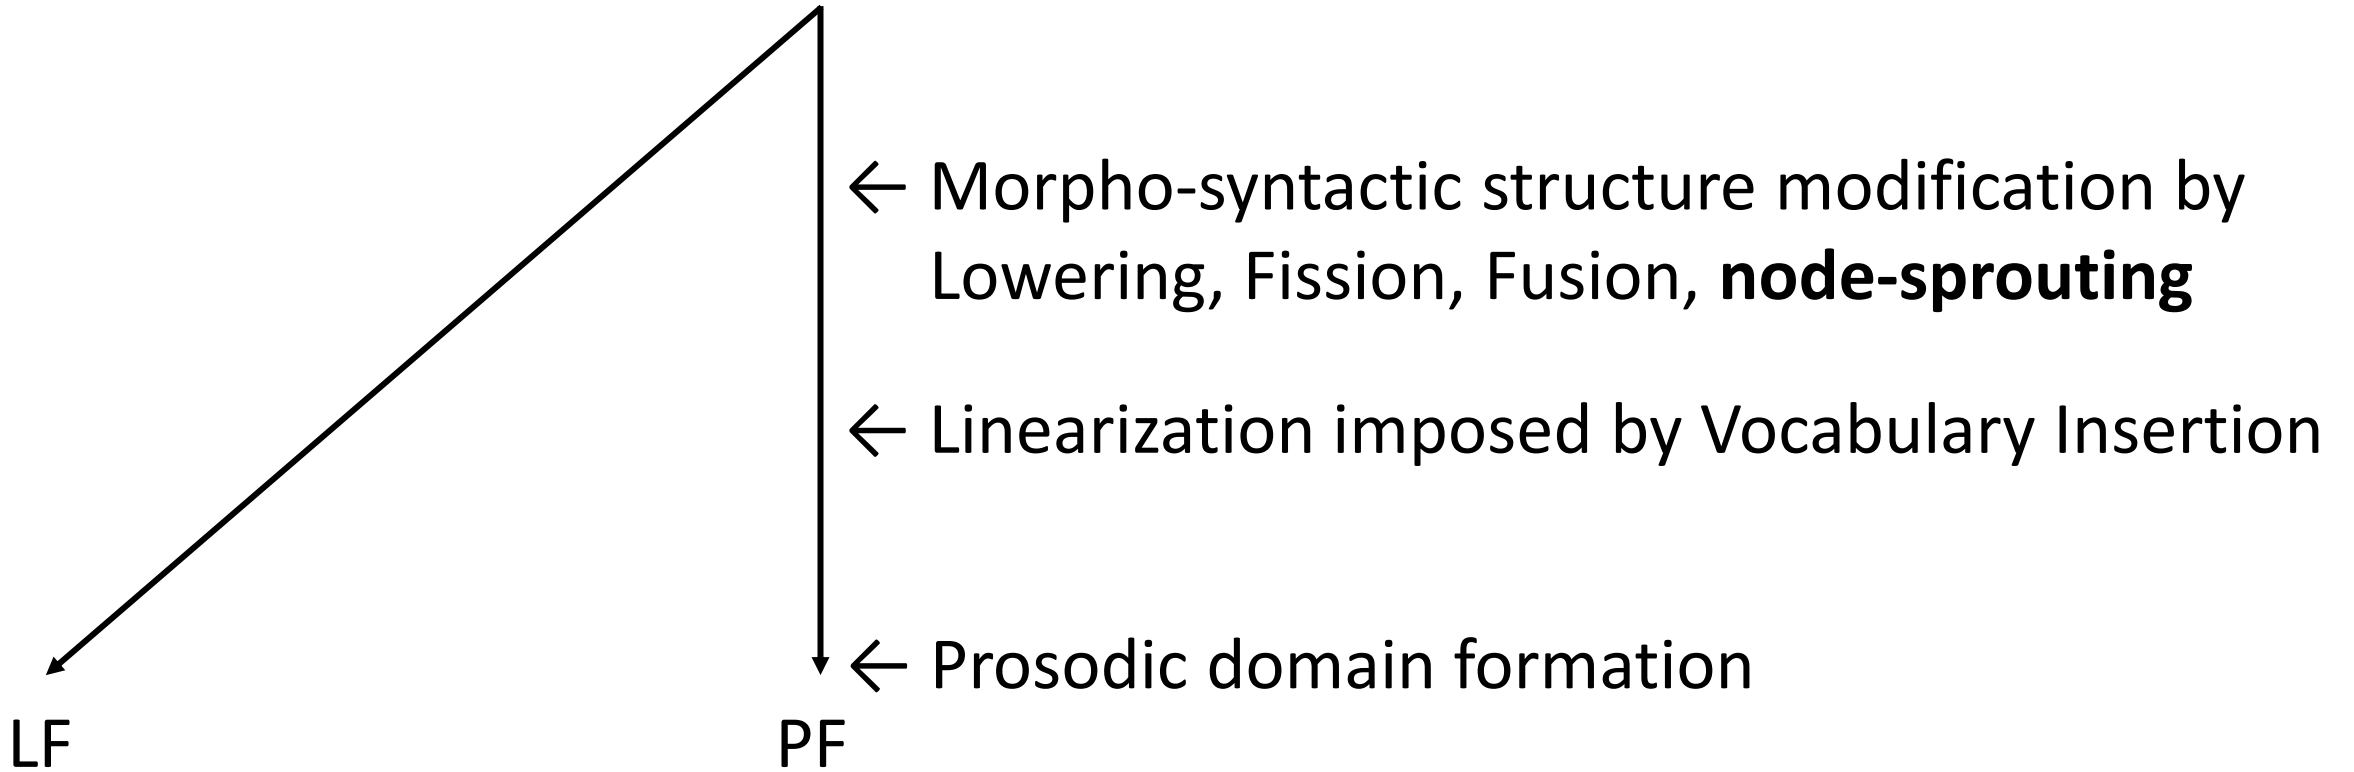 ← Morpho-syntactic structure modification by
Lowering, Fission, Fusion, node-sprouting
← Linearization imposed by Vocabulary Insertion
← Prosodic domain formation
LF PF